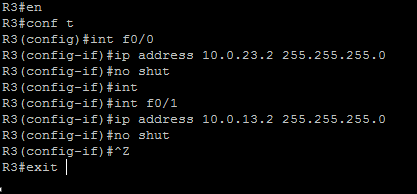 R3#en
R3#conf t
R3(config)#int f0/0
R3(config-if)#ip address 10.0.23.2 255.255.255.0
R3(config-if)#no shut
R3(config-if)#int
R3(config-if)#int f0/1
R3(config-if)#ip address 10.0.13.2 255.255.255.0
R3(config-if)#no shut
R3(config-if)#^Z
R3#exit